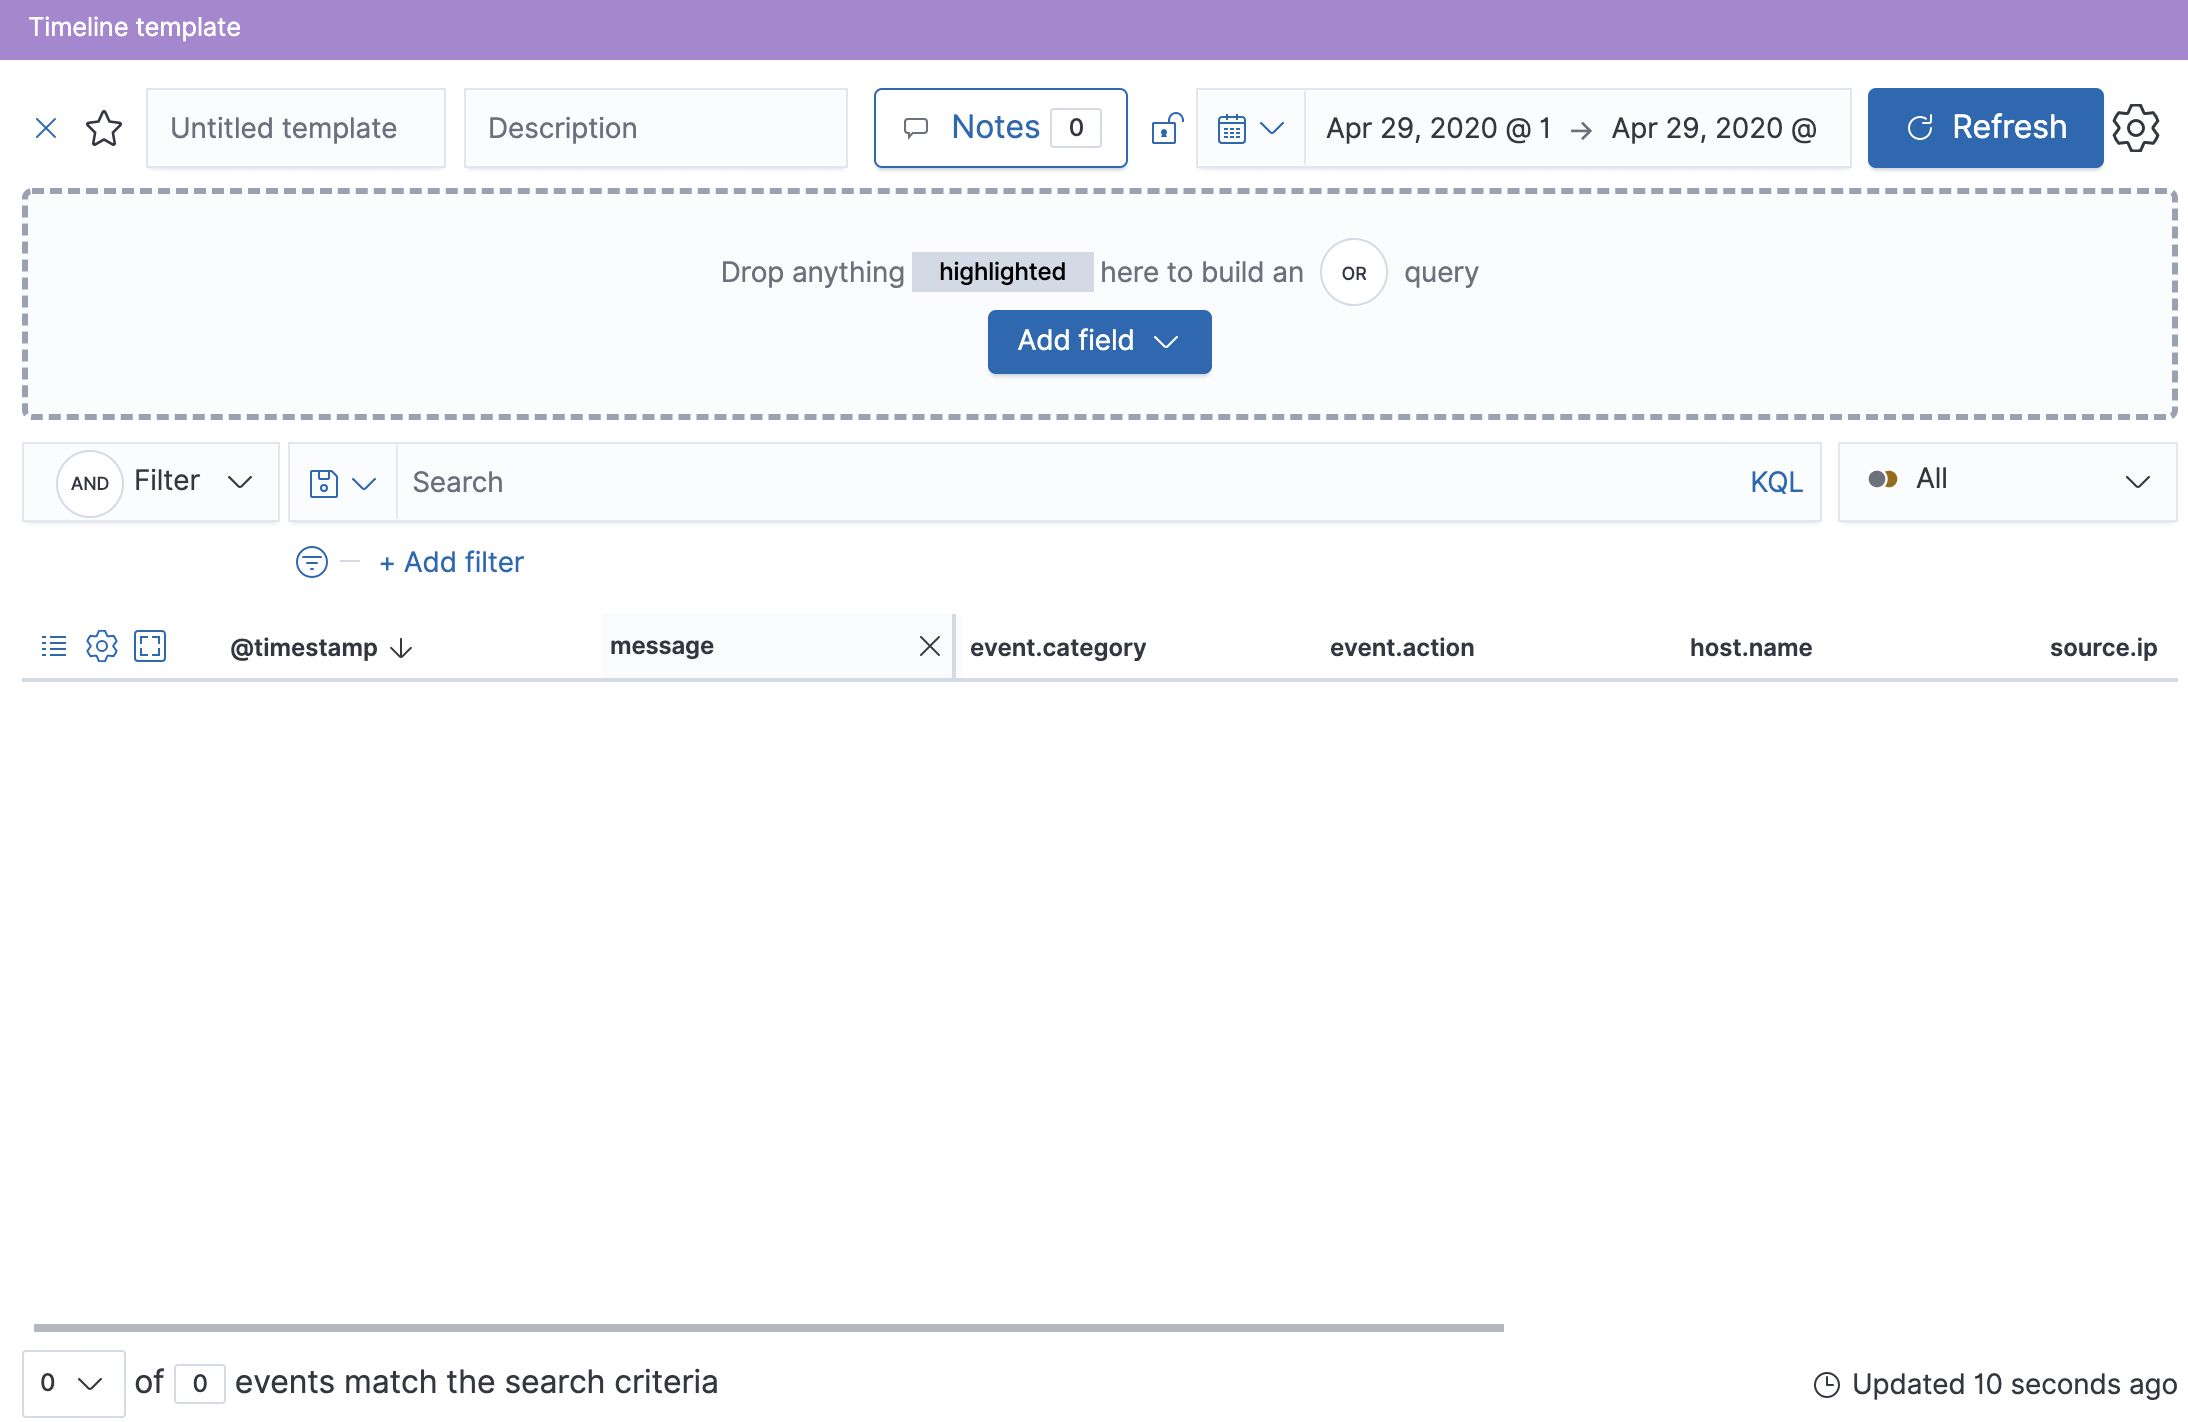 Timeline template
Untitled template Description Notes 0 Apr 29, 2020 @ 1 → Apr 29, 2020 @ Refresh
Drop anything highlighted here to build an OR query
Add field
AND Filter Search KQL All
+ Add filter
@timestamp message event.category event.action host.name source.ip
0 of 0 events match the search criteria Updated 10 seconds ago